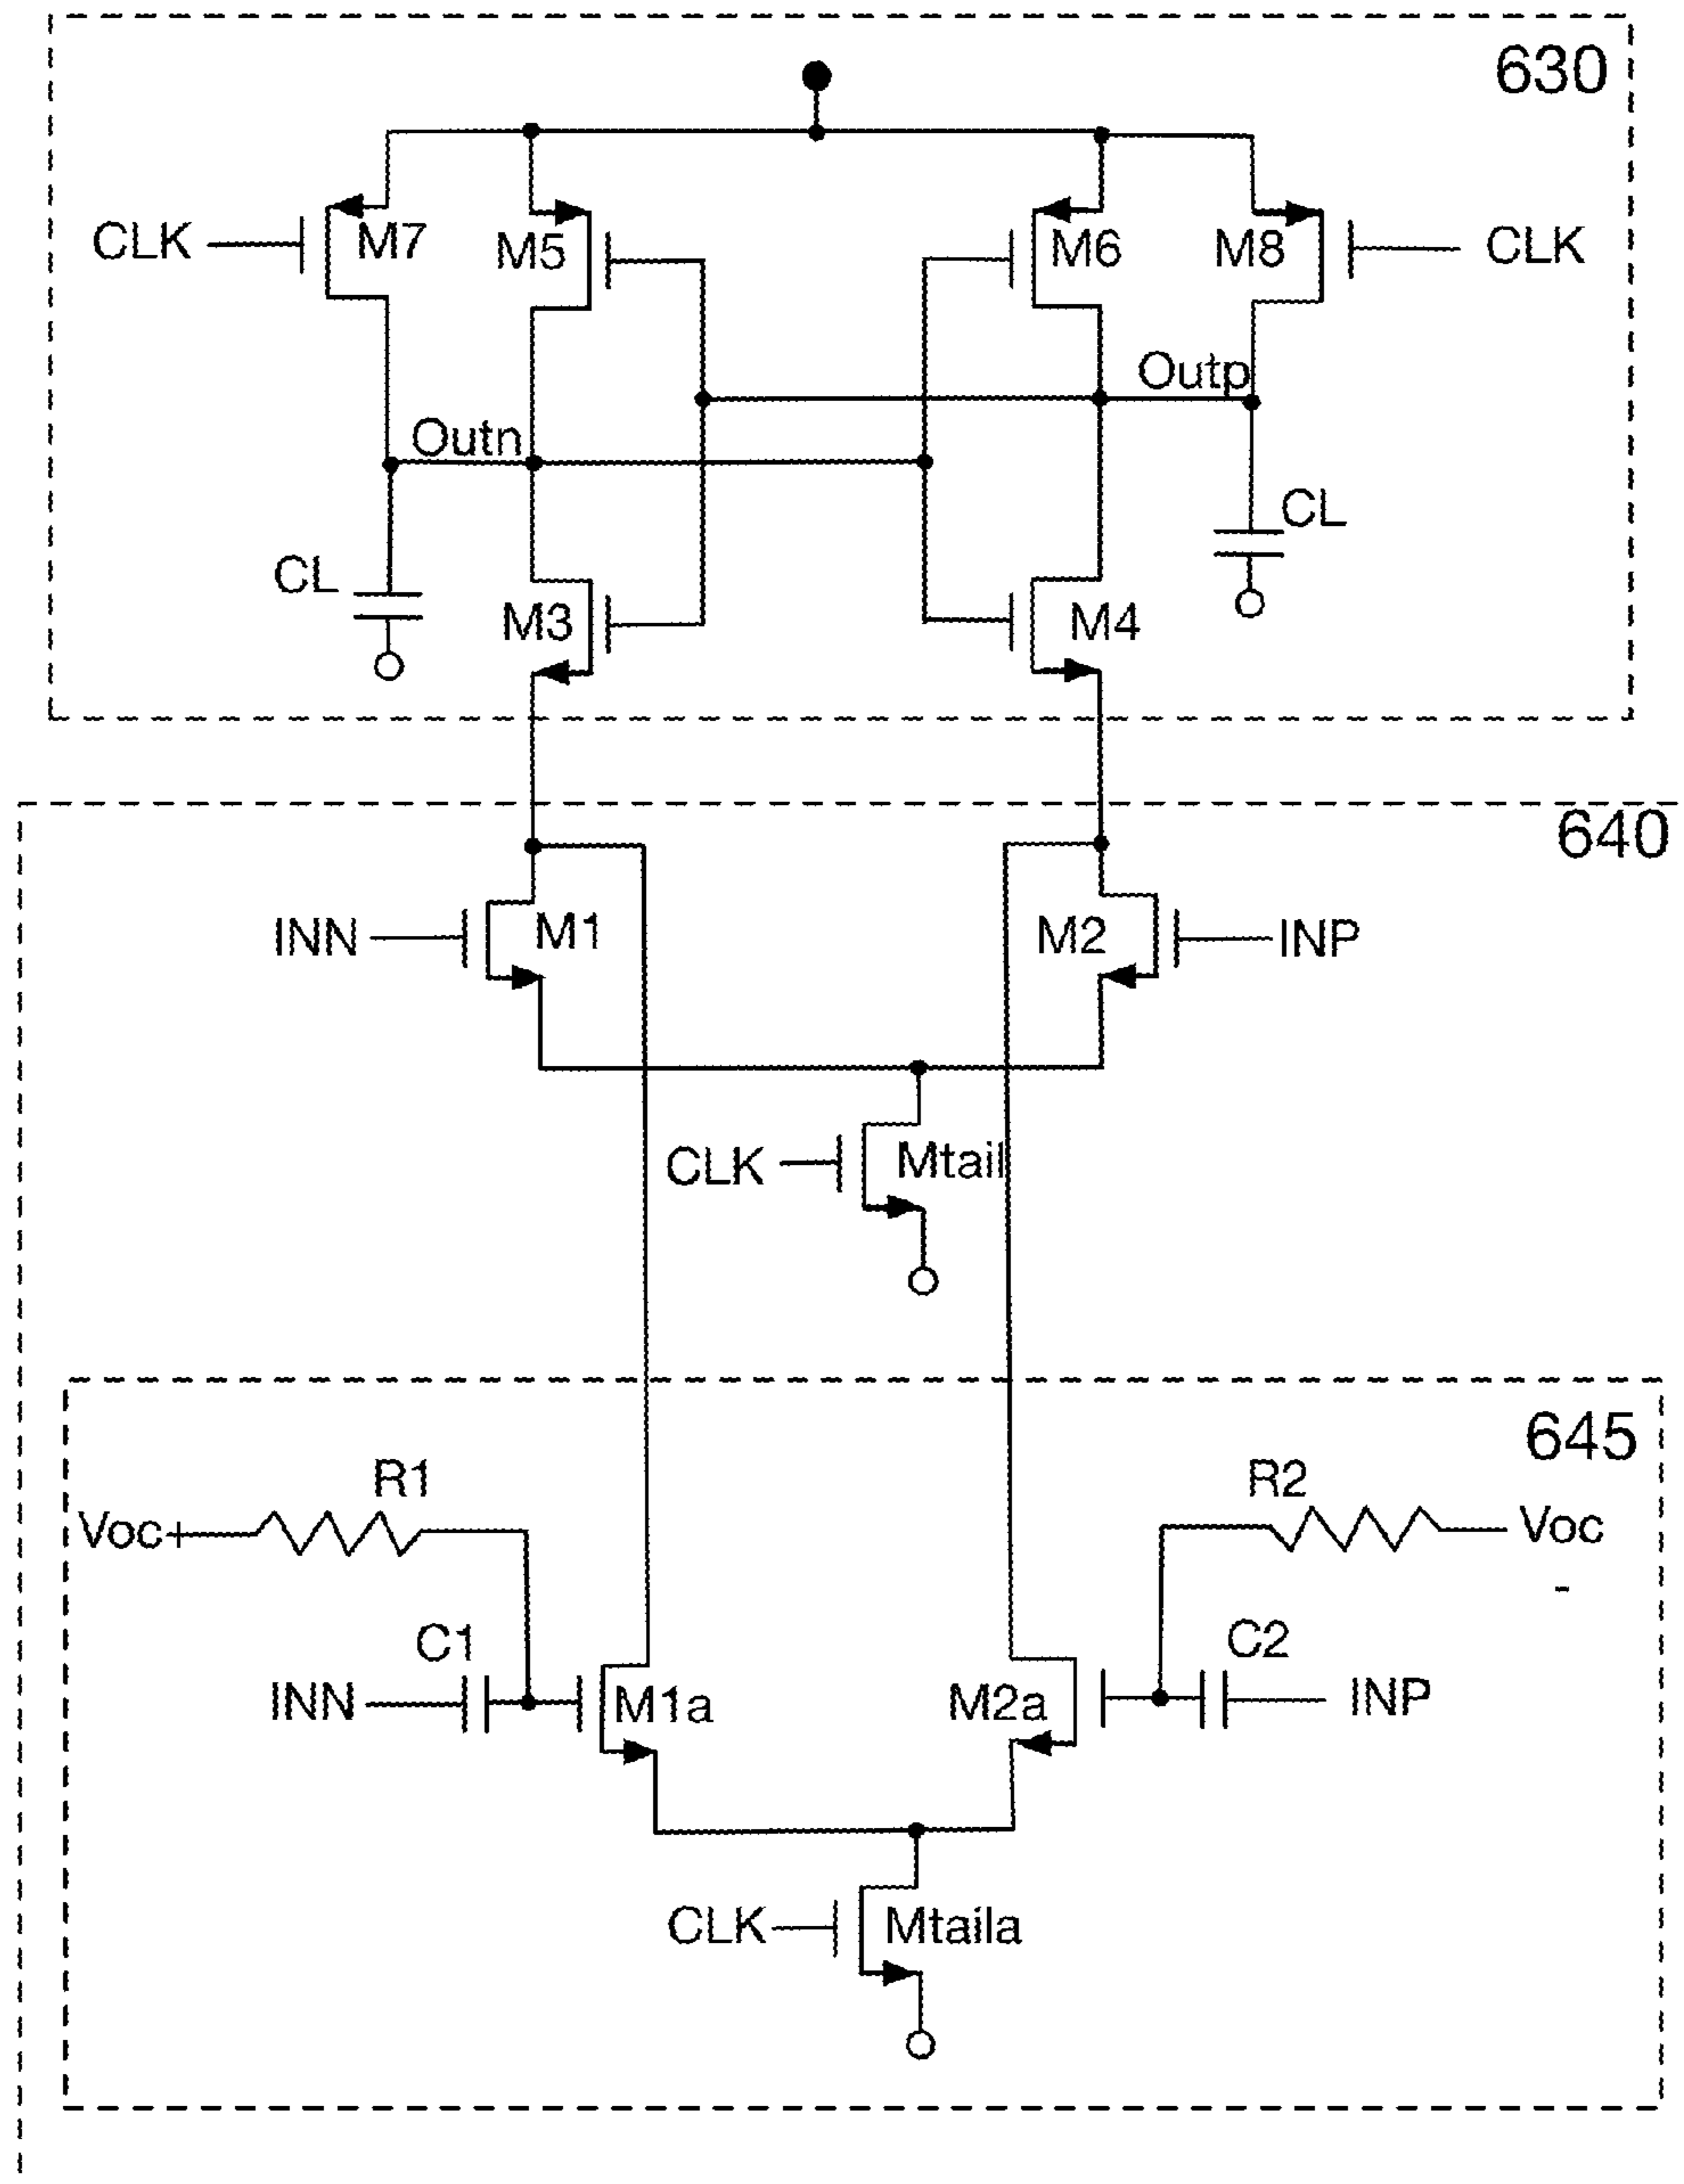 630
CLK
M7
M5
M6
M8
CLK
Outp
Outn
CL
CL
M3
M4
640
INN
M1
M2
INP
CLK
Mtail
645
R1
R2
Voc+
Voc
-
C1
C2
INN
M1a
M2a
INP
CLK
Mtaila